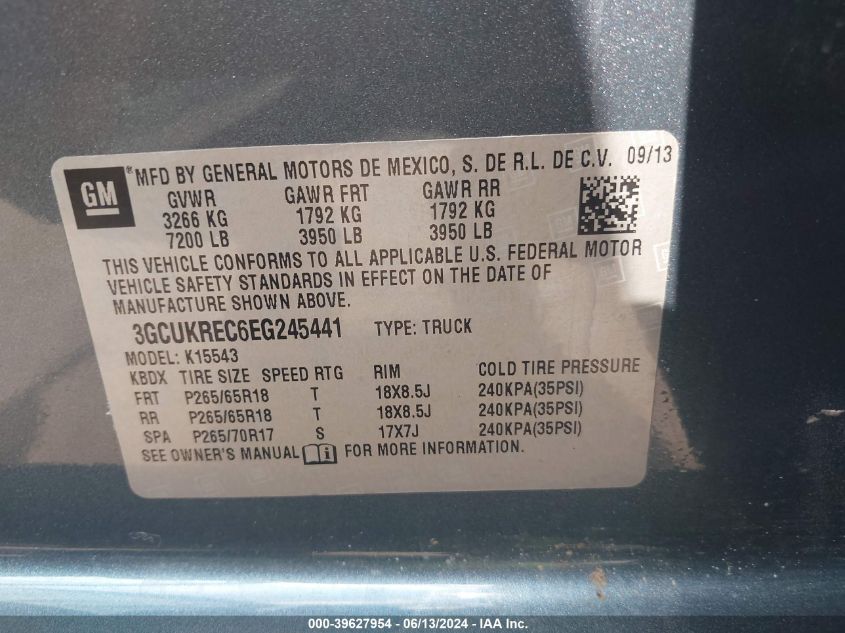 GM
*MFD BY GENERAL MOTORS DE MEXICO, S. DE R.L. DE C.V. 09/13
GVWR GAWR FRT GAWR RR
3266 KG 1792 KG 1792 KG
7200 LB 3950 LB 3950 LB
THIS VEHICLE CONFORMS TO ALL APPLICABLE U.S. FEDERAL MOTOR
VEHICLE SAFETY STANDARDS IN EFFECT ON THE DATE OF
MANUFACTURE SHOWN ABOVE.
3GCUKREC6EG245441 TYPE: TRUCK
MODEL: K15543
KBDX TIRE SIZE SPEED RTG RIM COLD TIRE PRESSURE
FRT P265/65R18 T 18X8.5J 240KPA(35PSI)
RR P265/65R18 T 18X8.5J 240KPA(35PSI)
SPA P265/70R17 S 17X7J 240KPA(35PSI)
SEE OWNER'S MANUAL i FOR MORE INFORMATION.
000-39627954 - 06/13/2024 - IAA Inc.